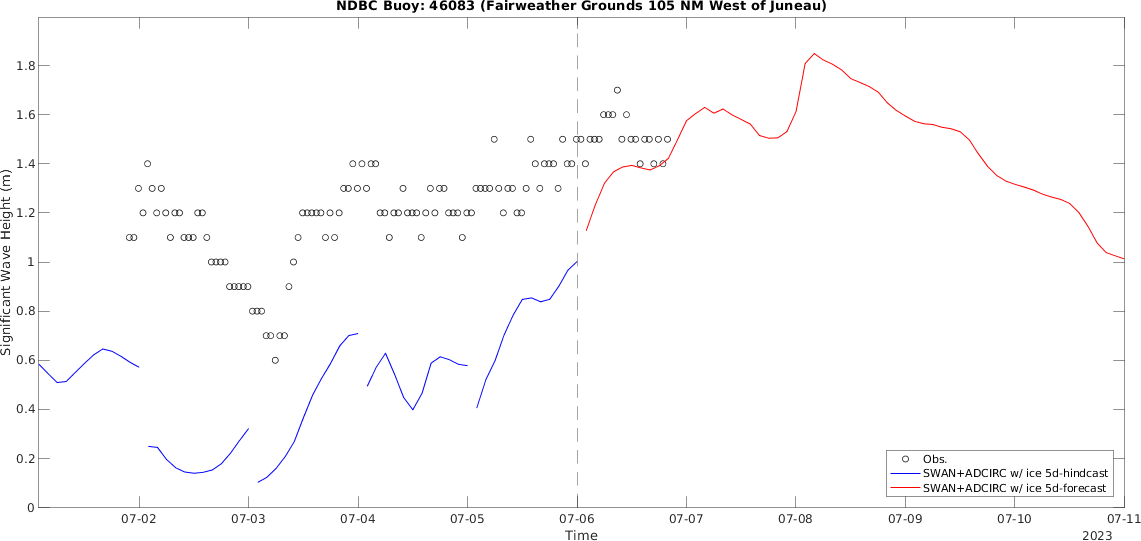 NDBC Buoy: 46083 (Fairweather Grounds 105 NM West of Juneau)
Significant Wave Height (m)
1.8
1.6
1.4
1.2
1
0.8
0.6
0.4
0.2
0
Obs.
SWAN+ADCIRC w/ ice 5d-hindcast
SWAN+ADCIRC w/ ice 5d-forecast
07-02 07-03 07-04 07-05 07-06 07-07 07-08 07-09 07-10 07-11
Time
2023